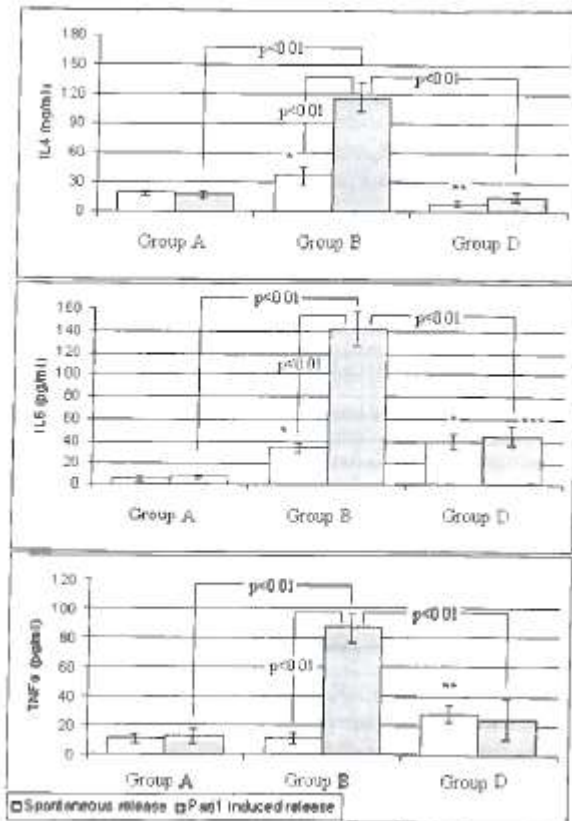 p<0.01
180
150
120
90
60
30
0
IL4 (pg/ml)
p<0.01
p<0.01
*
**
Group A
Group B
Group D
p<0.01
160
140
120
100
80
60
40
20
0
IL6 (pg/ml)
p<0.01
p<0.01
*
*
***
Group A
Group B
Group D
120
100
80
60
40
20
0
TNFα (pg/ml)
p<0.01
p<0.01
p<0.01
**
Group A
Group B
Group D
Spontaneous release
induced release